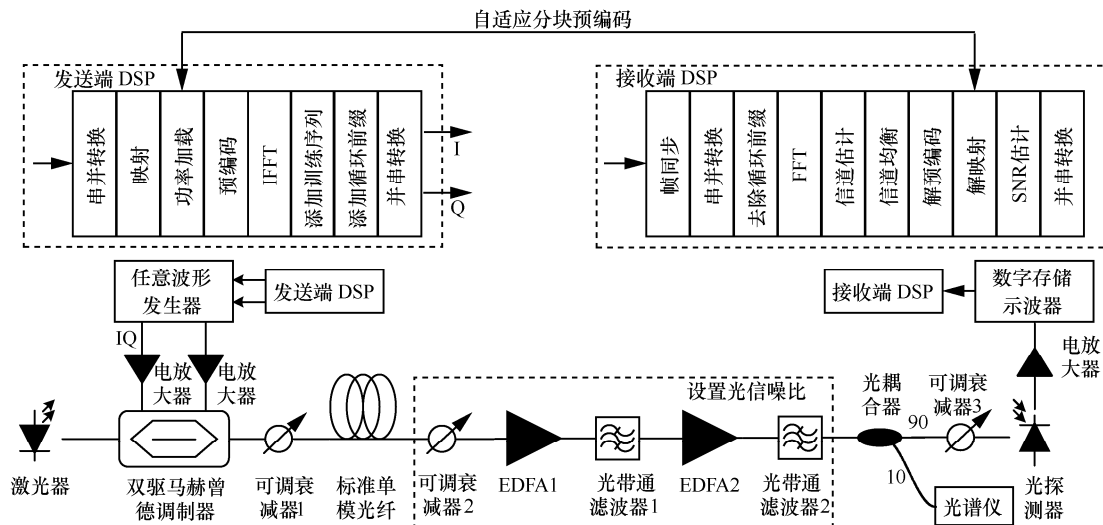 自适应分块预编码
发送端 DSP
串并转换
映射
功率加载
预编码
IFFT
添加训练序列
添加循环前缀
并串转换
I
Q
接收端 DSP
帧同步
串并转换
去除循环前缀
FFT
信道估计
信道均衡
解预编码
解映射
SNR估计
并串转换
任意波形
发生器
发送端 DSP
IQ
电放
大器
电放
大器
接收端 DSP
数字存储
示波器
电放
大器
设置光信噪比
光耦
合器
可调衰
减器3
90
10
激光器
双驱马赫曾
德调制器
可调衰
减器1
标准单
模光纤
可调衰
减器2
EDFA1
光带通
滤波器1
EDFA2
光带通
滤波器2
光谱仪
光探
测器